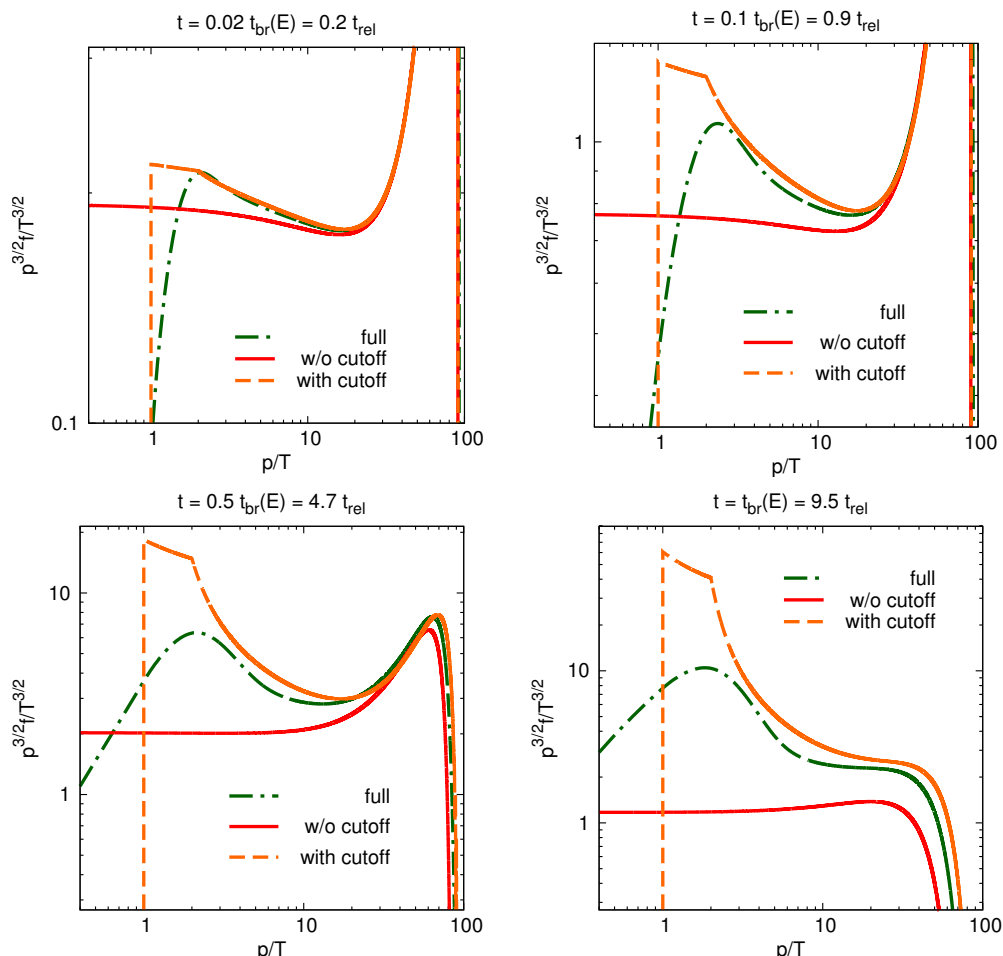 t = 0.02 t_br(E) = 0.2 t_rel
p^3/2 f/T^3/2
0.1
1
10
100
p/T
full
w/o cutoff
with cutoff
t = 0.1 t_br(E) = 0.9 t_rel
p^3/2 f/T^3/2
1
1
10
100
p/T
full
w/o cutoff
with cutoff
t = 0.5 t_br(E) = 4.7 t_rel
p^3/2 f/T^3/2
10
1
1
10
100
p/T
full
w/o cutoff
with cutoff
t = t_br(E) = 9.5 t_rel
p^3/2 f/T^3/2
10
1
1
10
100
p/T
full
w/o cutoff
with cutoff